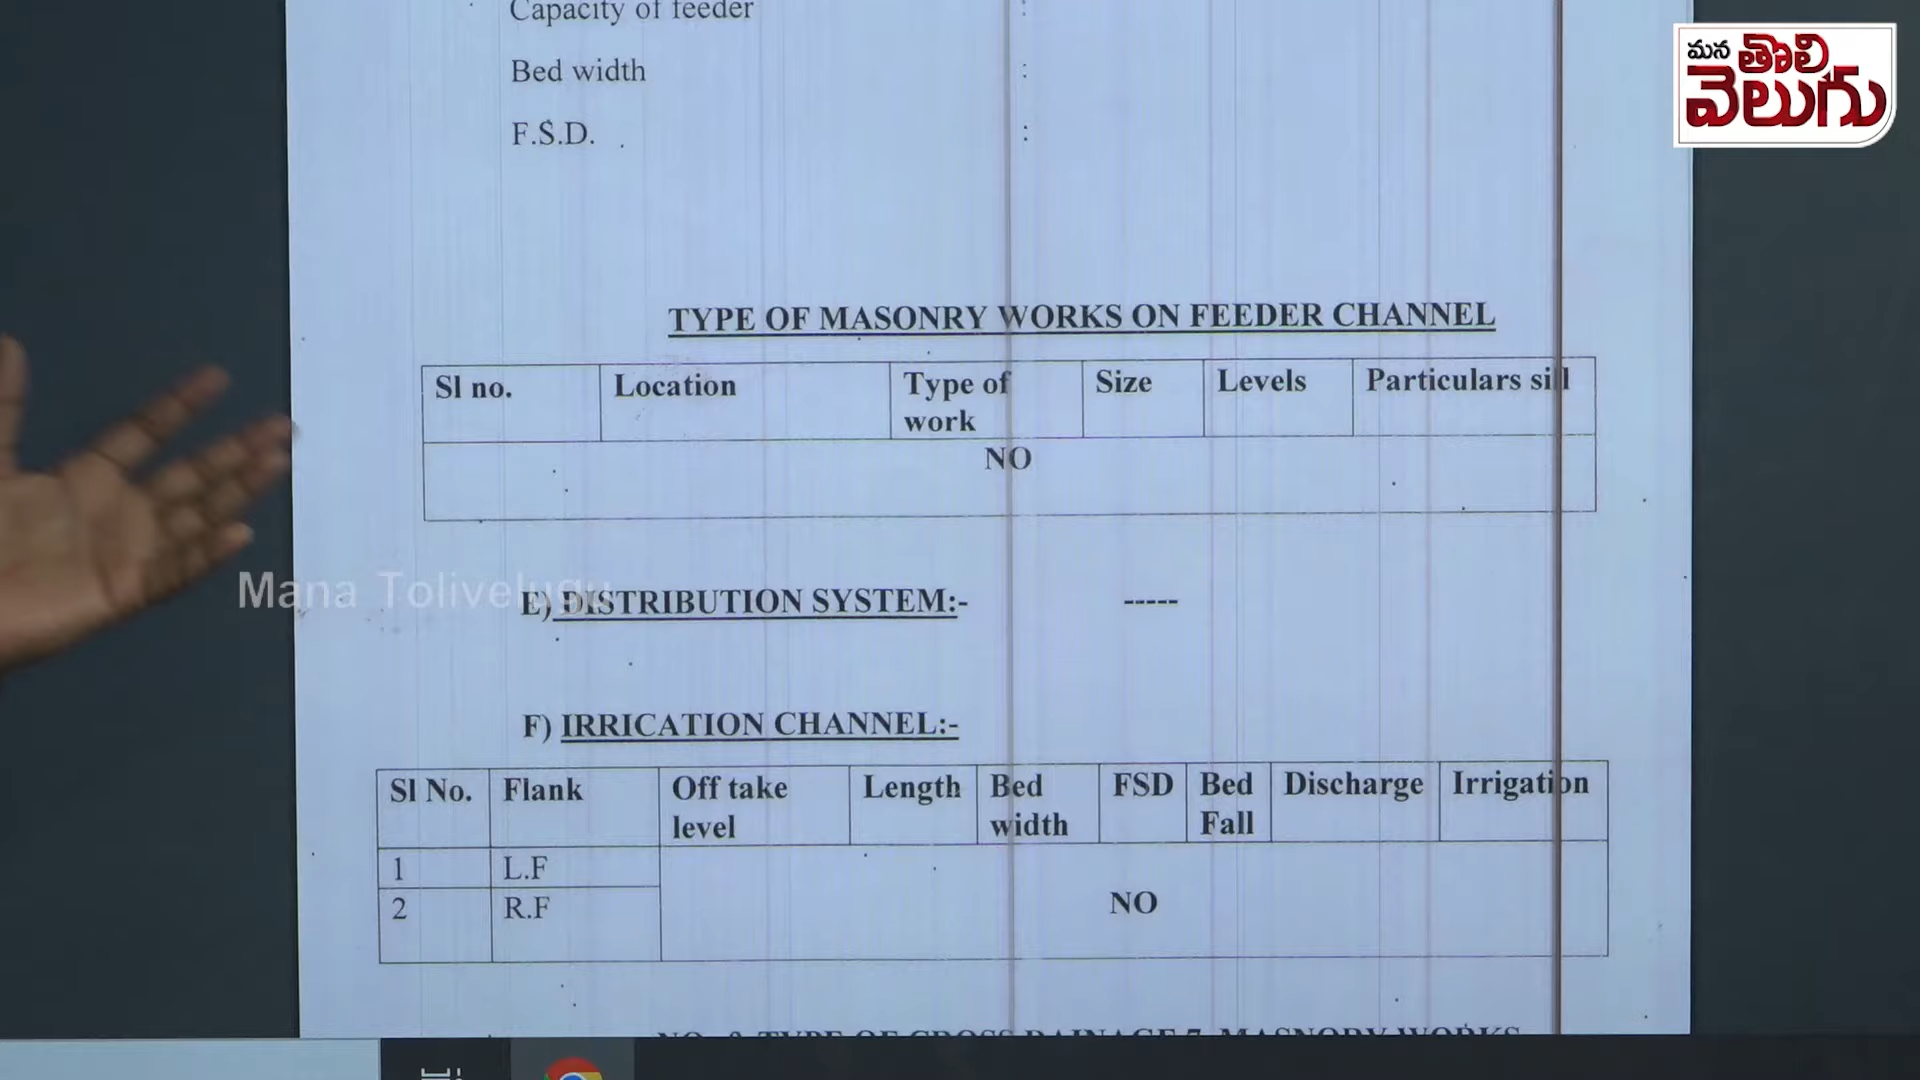 Capacity of feeder :
Bed width :
F.S.D. :
మన తొలి
వెలుగు
TYPE OF MASONRY WORKS ON FEEDER CHANNEL
Sl no. Location Type of work Size Levels Particulars sill
NO
Mana Tolivelugu
E) DISTRIBUTION SYSTEM:- -----
F) IRRICATION CHANNEL:-
Sl No. Flank Off take level Length Bed width FSD Bed Fall Discharge Irrigation
1 L.F
2 R.F
NO